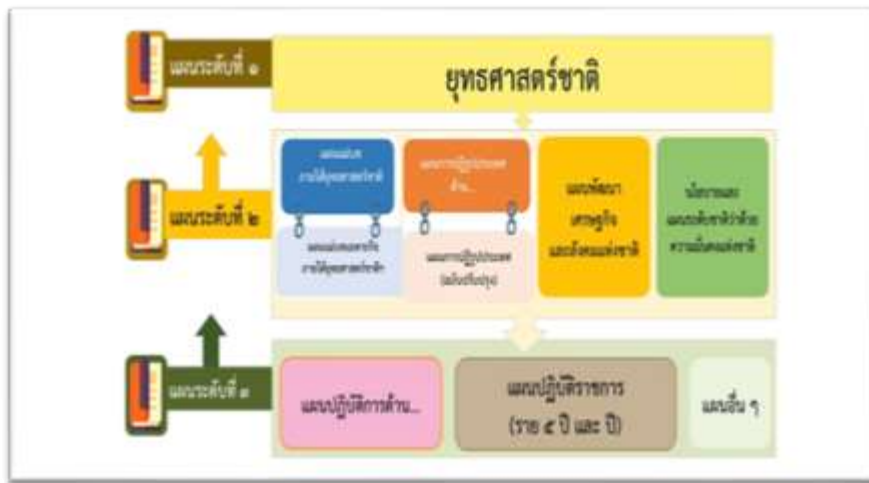 แผนระดับที่ ๑
ยุทธศาสตร์ชาติ
แผนระดับที่ ๒
แผนแม่บท
ภายใต้ยุทธศาสตร์ชาติ
แผนแม่บทเฉพาะกิจ
ภายใต้ยุทธศาสตร์ชาติฯ
แผนการปฏิรูปประเทศ
ด้าน...
แผนการปฏิรูปประเทศ
(ฉบับปรับปรุง)
แผนพัฒนา
เศรษฐกิจ
และสังคมแห่งชาติ
นโยบายและ
แผนระดับชาติว่าด้วย
ความมั่นคงแห่งชาติ
แผนระดับที่ ๓
แผนปฏิบัติการด้าน...
แผนปฏิบัติราชการ
(ราย ๕ ปี และ ปี)
แผนอื่น ๆ